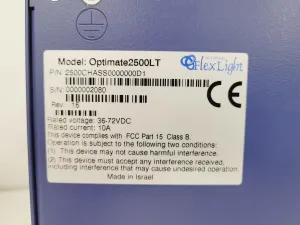 Model: Optimate2500LT
FlexLight
P/N: 2500CHASS0000000D1
S/N: 0000002080
Rev: 15
Rated voltage: 36-72VDC
Rated current: 10A
This device complies with FCC Part 15 Class B.
Operation is subject to the following two conditions:
(1) This device may not cause harmful interference.
(2) This device must accept any interference received,
including interference that may cause undesired operation.
Made in Israel
CE